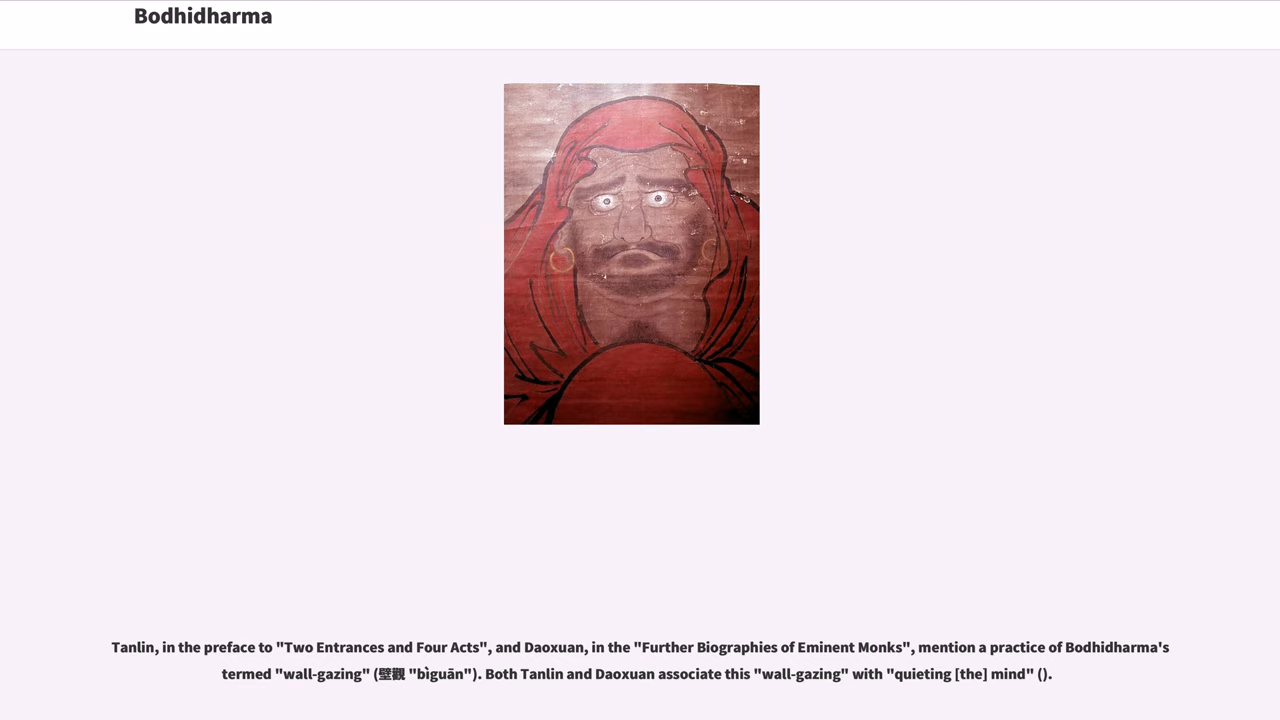 Bodhidharma
Tanlin, in the preface to "Two Entrances and Four Acts", and Daoxuan, in the "Further Biographies of Eminent Monks", mention a practice of Bodhidharma's
termed "wall-gazing" (壁觀 "bìguān"). Both Tanlin and Daoxuan associate this "wall-gazing" with "quieting [the] mind" ().